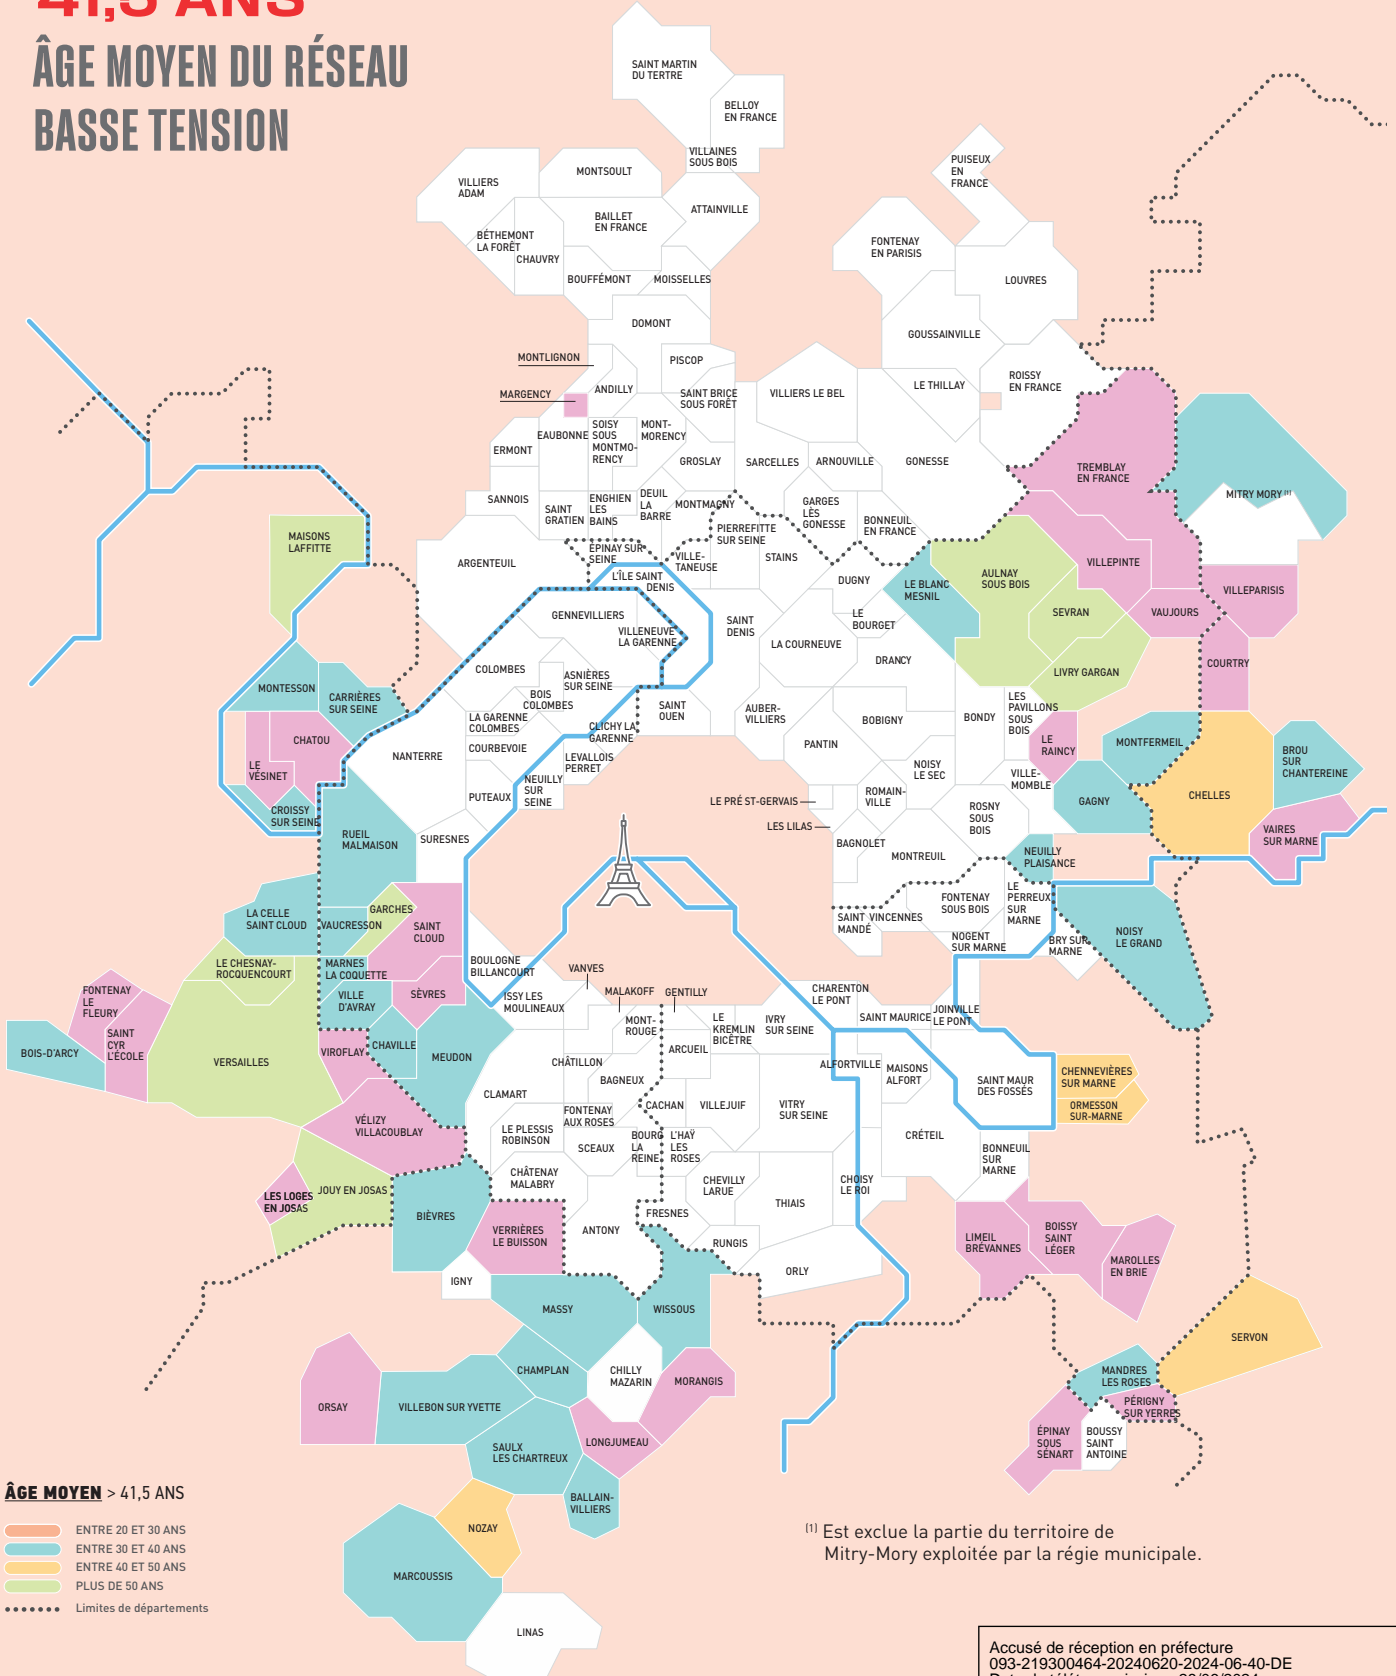 41,5 ANS
ÂGE MOYEN DU RÉSEAU
BASSE TENSION
SAINT MARTIN
DU TERTRE
BELLOY
EN FRANCE
VILLAINES
SOUS BOIS
MONTSOULT
VILLIERS
ADAM
ATTAINVILLE
BAILLET
EN FRANCE
BÉTHEMONT
LA FORÊT
CHAUVRY
BOUFFÉMONT
MOISSELLES
PUISEUX
EN
FRANCE
FONTENAY
EN PARISIS
LOUVRES
DOMONT
GOUSSAINVILLE
MONTLIGNON
PISCOP
MARGENCY
ANDILLY
SAINT BRICE
SOUS FORÊT
VILLIERS LE BEL
LE THILLAY
ROISSY
EN FRANCE
EAUBONNE
SOISY
SOUS
MONTMO-
RENCY
MONT-
MORENCY
ERMONT
GROSLAY
SARCELLES
ARNOUVILLE
GONESSE
TREMBLAY
EN FRANCE
MITRY MORY (1)
SANNOIS
SAINT
GRATIEN
ENGHIEN
LES
BAINS
DEUIL
LA
BARRE
MONTMAGNY
GARGES
LÈS
GONESSE
BONNEUIL
EN FRANCE
PIERREFITTE
SUR SEINE
MAISONS
LAFFITTE
ARGENTEUIL
EPINAY SUR
SEINE
VILLE-
TANEUSE
STAINS
L'ÎLE SAINT
DENIS
DUGNY
LE BLANC
MESNIL
AULNAY
SOUS BOIS
VILLEPINTE
VILLEPARISIS
GENNEVILLIERS
VILLENEUVE
LA GARENNE
SAINT
DENIS
LE
BOURGET
SEVRAN
VAUJOURS
LA COURNEUVE
DRANCY
LIVRY GARGAN
COURTRY
COLOMBES
ASNIÈRES
SUR SEINE
BOIS
COLOMBES
MONTESSON
CARRIÈRES
SUR SEINE
LA GARENNE
COLOMBES
CLICHY LA
GARENNE
SAINT
OUEN
AUBER-
VILLIERS
BOBIGNY
BONDY
LES
PAVILLONS
SOUS
BOIS
LE
RAINCY
MONTFERMEIL
BROU
SUR
CHANTEREINE
CHATOU
LE
VÉSINET
NANTERRE
COURBEVOIE
LEVALLOIS
PERRET
PANTIN
NOISY
LE SEC
VILLE-
MOMBLE
GAGNY
CHELLES
CROISSY
SUR SEINE
PUTEAUX
NEUILLY
SUR
SEINE
LE PRÉ ST-GERVAIS
ROMAIN-
VILLE
ROSNY
SOUS
BOIS
LES LILAS
VAIRES
SUR MARNE
RUEIL
MALMAISON
SURESNES
BAGNOLET
MONTREUIL
NEUILLY
PLAISANCE
LA CELLE
SAINT CLOUD
VAUCRESSON
GARCHES
SAINT
CLOUD
SAINT
MANDÉ
VINCENNES
FONTENAY
SOUS BOIS
LE
PERREUX
SUR
MARNE
NOGENT
SUR MARNE
BRY SUR
MARNE
NOISY
LE GRAND
LE CHESNAY-
ROCQUENCOURT
MARNES
LA COQUETTE
BOULOGNE
BILLANCOURT
VANVES
MALAKOFF
GENTILLY
FONTENAY
LE
FLEURY
VILLE
D'AVRAY
SÈVRES
ISSY LES
MOULINEAUX
CHARENTON
LE PONT
SAINT MAURICE
JOINVILLE
LE PONT
SAINT
CYR
L'ÉCOLE
MONT-
ROUGE
LE
KREMLIN
BICÊTRE
IVRY
SUR SEINE
BOIS-D'ARCY
VERSAILLES
VIROFLAY
CHAVILLE
MEUDON
ARCUEIL
CHÂTILLON
ALFORTVILLE
MAISONS
ALFORT
SAINT MAUR
DES FOSSÉS
CHENNEVIÈRES
SUR MARNE
BAGNEUX
CLAMART
CACHAN
VILLEJUIF
VITRY
SUR SEINE
ORMESSON
SUR-MARNE
VÉLIZY
VILLACOUBLAY
LE PLESSIS
ROBINSON
FONTENAY
AUX ROSES
SCEAUX
BOURG
LA
REINE
L'HAŸ
LES
ROSES
CRÉTEIL
BONNEUIL
SUR
MARNE
CHÂTENAY
MALABRY
CHEVILLY
LARUE
CHOISY
LE ROI
JOUY EN JOSAS
LES LOGES
EN JOSAS
BIÈVRES
THIAIS
FRESNES
VERRIÈRES
LE BUISSON
ANTONY
RUNGIS
LIMEIL
BRÉVANNES
BOISSY
SAINT
LÉGER
MAROLLES
EN BRIE
ORLY
IGNY
MASSY
WISSOUS
SERVON
CHAMPLAN
CHILLY
MAZARIN
MORANGIS
MANDRES
LES ROSES
ORSAY
VILLEBON SUR YVETTE
PÉRIGNY
SUR YERRES
LONGJUMEAU
ÉPINAY
SOUS
SÉNART
BOUSSY
SAINT
ANTOINE
SAULX
LES CHARTREUX
BALLAIN-
VILLIERS
NOZAY
MARCOUSSIS
LINAS
ÂGE MOYEN > 41,5 ANS
ENTRE 20 ET 30 ANS
ENTRE 30 ET 40 ANS
ENTRE 40 ET 50 ANS
PLUS DE 50 ANS
Limites de départements
(1) Est exclue la partie du territoire de
Mitry-Mory exploitée par la régie municipale.
Accusé de réception en préfecture
093-219300464-20240620-2024-06-40-DE